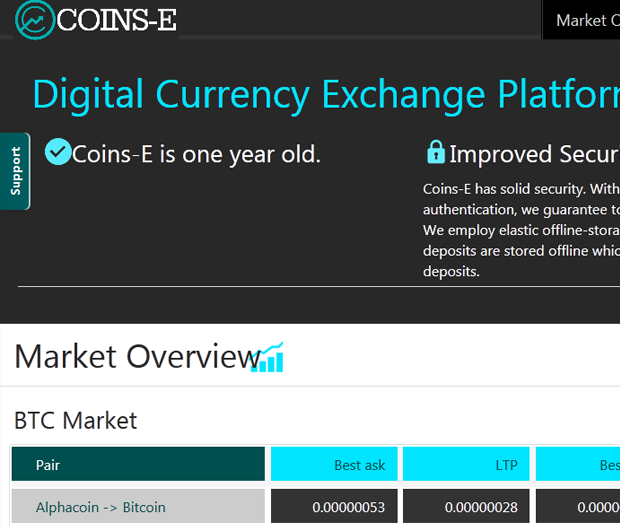 COINS-E
Market O
Digital Currency Exchange Platfor
Support
Coins-E is one year old.
Improved Secur
Coins-E has solid security. With
authentication, we guarantee to
We employ elastic offline-stora
deposits are stored offline whic
deposits.
Market Overview
BTC Market
Pair Best ask LTP Bes
Alphacoin -> Bitcoin 0.00000053 0.00000028 0.0000